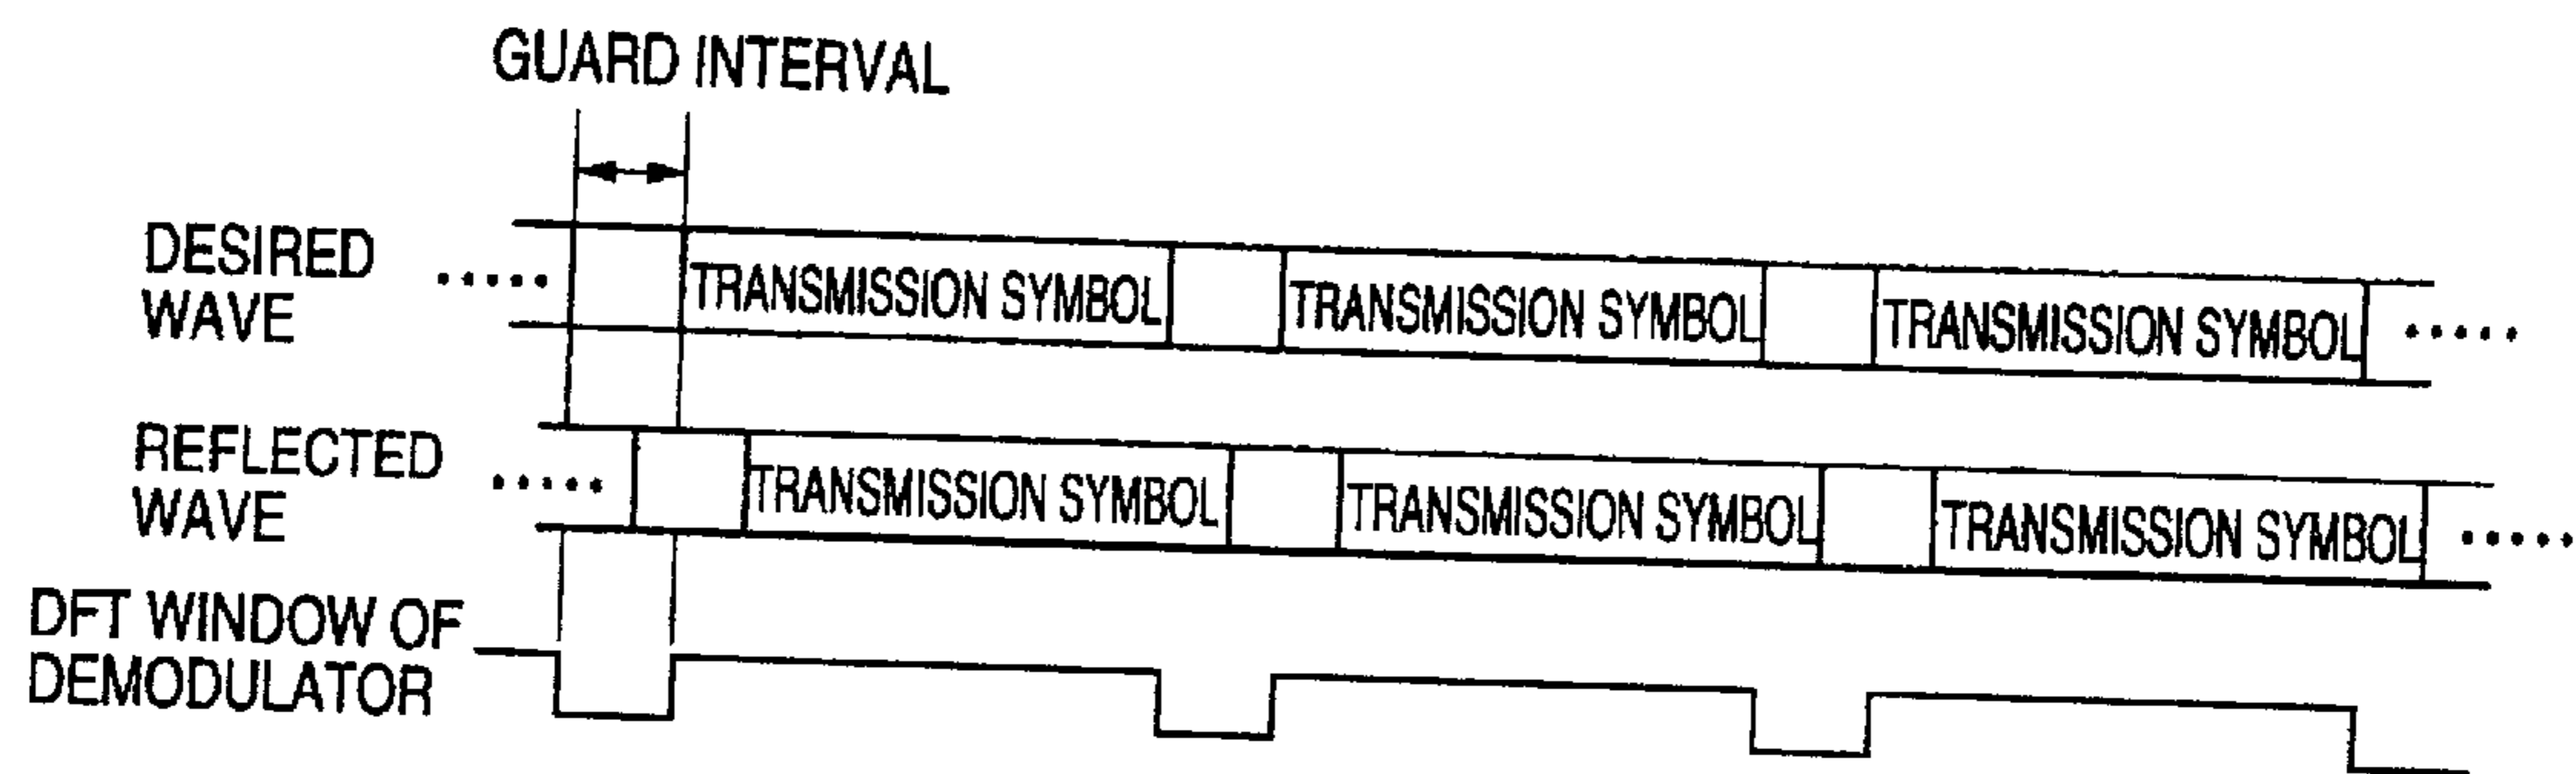 GUARD INTERVAL
DESIRED
WAVE
..... TRANSMISSION SYMBOL TRANSMISSION SYMBOL TRANSMISSION SYMBOL .....
REFLECTED
WAVE
..... TRANSMISSION SYMBOL TRANSMISSION SYMBOL TRANSMISSION SYMBOL .....
DFT WINDOW OF
DEMODULATOR